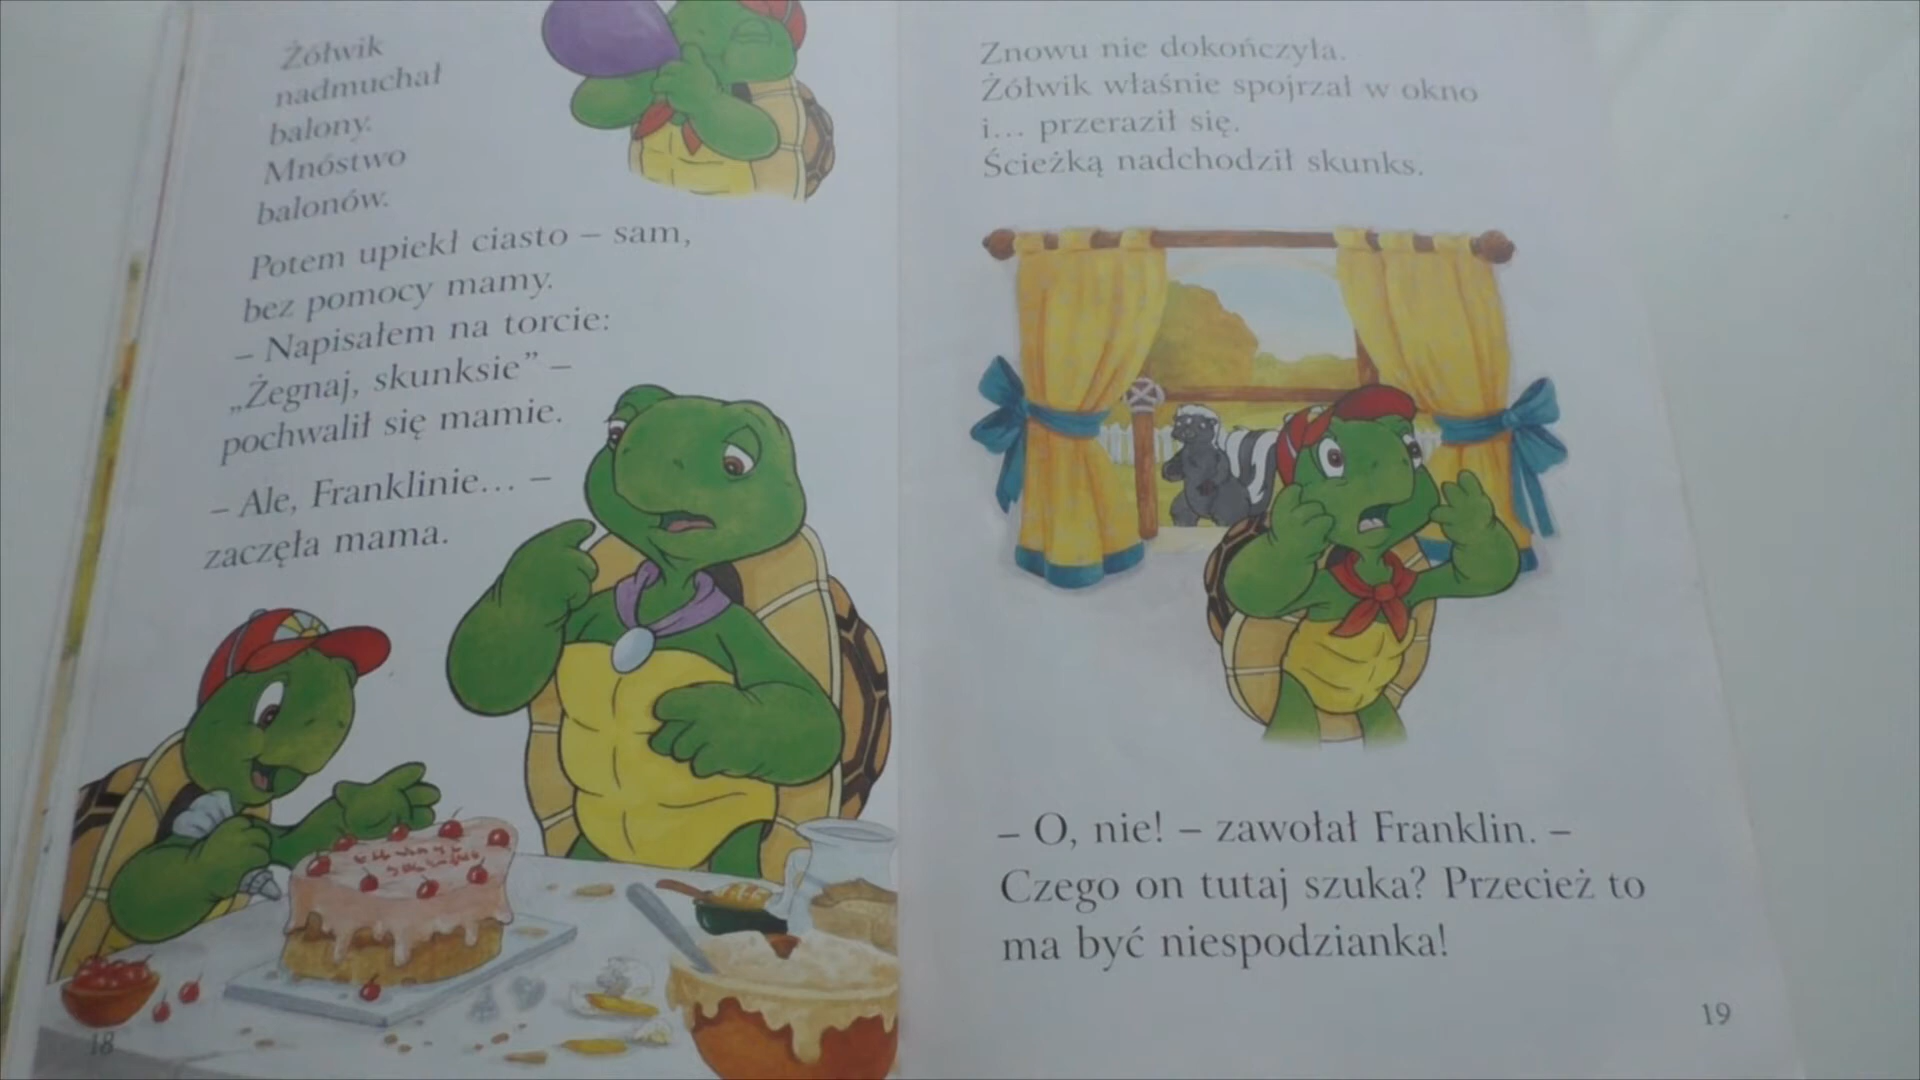 Żółwik
nadmuchał
balony.
Mnóstwo
balonów.
Potem upiekł ciasto – sam,
bez pomocy mamy.
– Napisałem na torcie:
„Żegnaj, skunksie” –
pochwalił się mamie.
– Ale, Franklinie... –
zaczęła mama.
18
Znowu nie dokończyła.
Żółwik właśnie spojrzał w okno
i... przeraził się.
Ścieżką nadchodził skunks.
– O, nie! – zawołał Franklin. –
Czego on tutaj szuka? Przecież to
ma być niespodzianka!
19